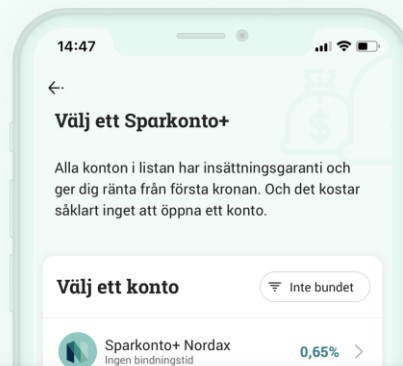 14:47
Välj ett Sparkonto+
Alla konton i listan har insättningsgaranti och
ger dig ränta från första kronan. Och det kostar
såklart inget att öppna ett konto.
Välj ett konto
Inte bundet
Sparkonto+ Nordax
Ingen bindningstid
0,65%